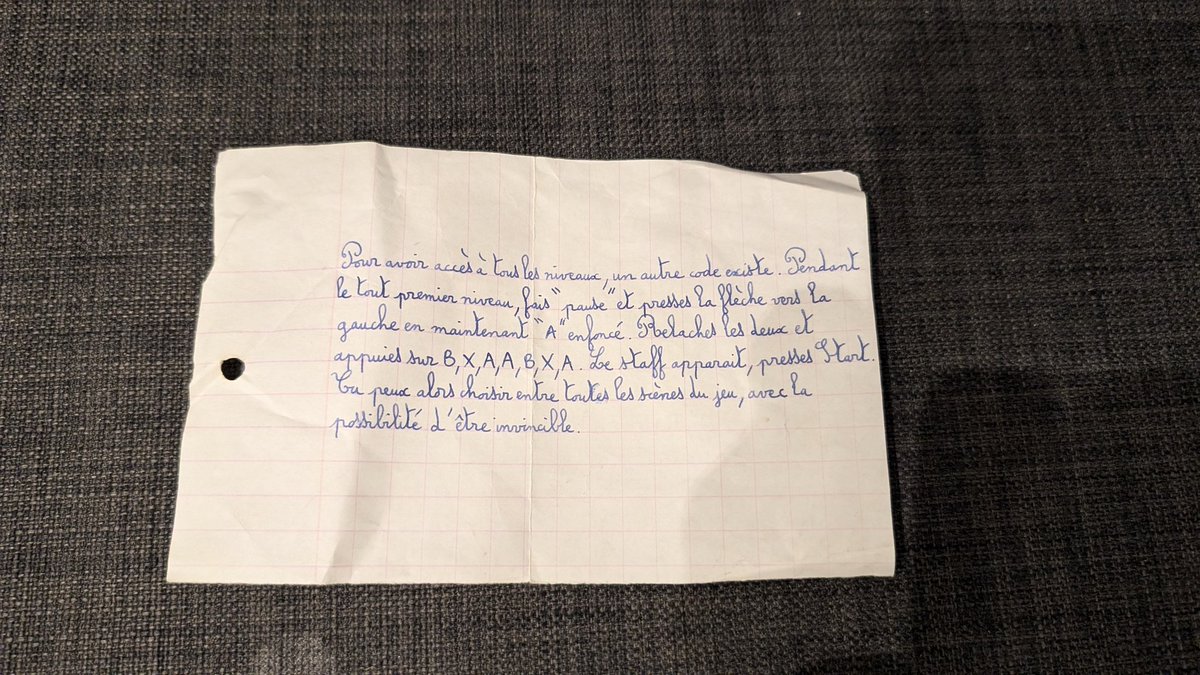 Pour avoir accès à tous les niveaux, un autre code existe. Pendant
le tout premier niveau, fais "pause" et presses la flèche vers la
gauche en maintenant "A" enfoncé. Relaches les deux et
appuies sur B,X,A,A,B,X,A. Le staff apparait, presses Start.
Tu peux alors choisir entre toutes les scènes du jeu, avec la
possibilité d'être invincible.